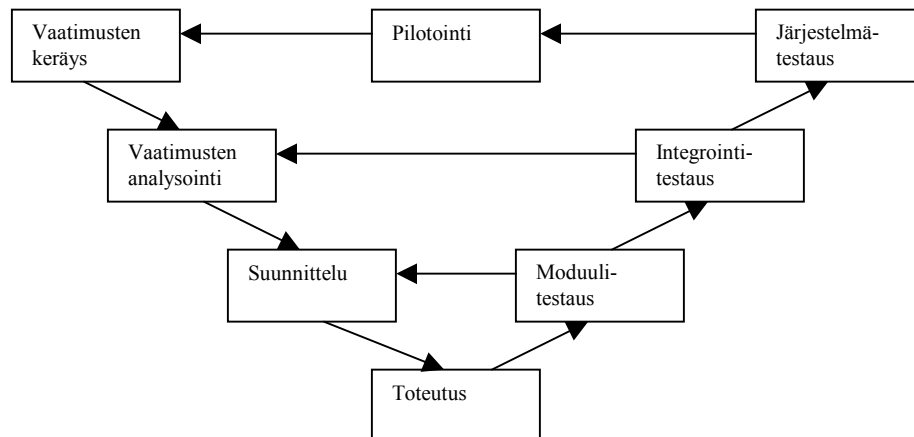 Vaatimusten
keräys
Pilotointi
Järjestelmä-
testaus
Vaatimusten
analysointi
Integrointi-
testaus
Suunnittelu
Moduuli-
testaus
Toteutus